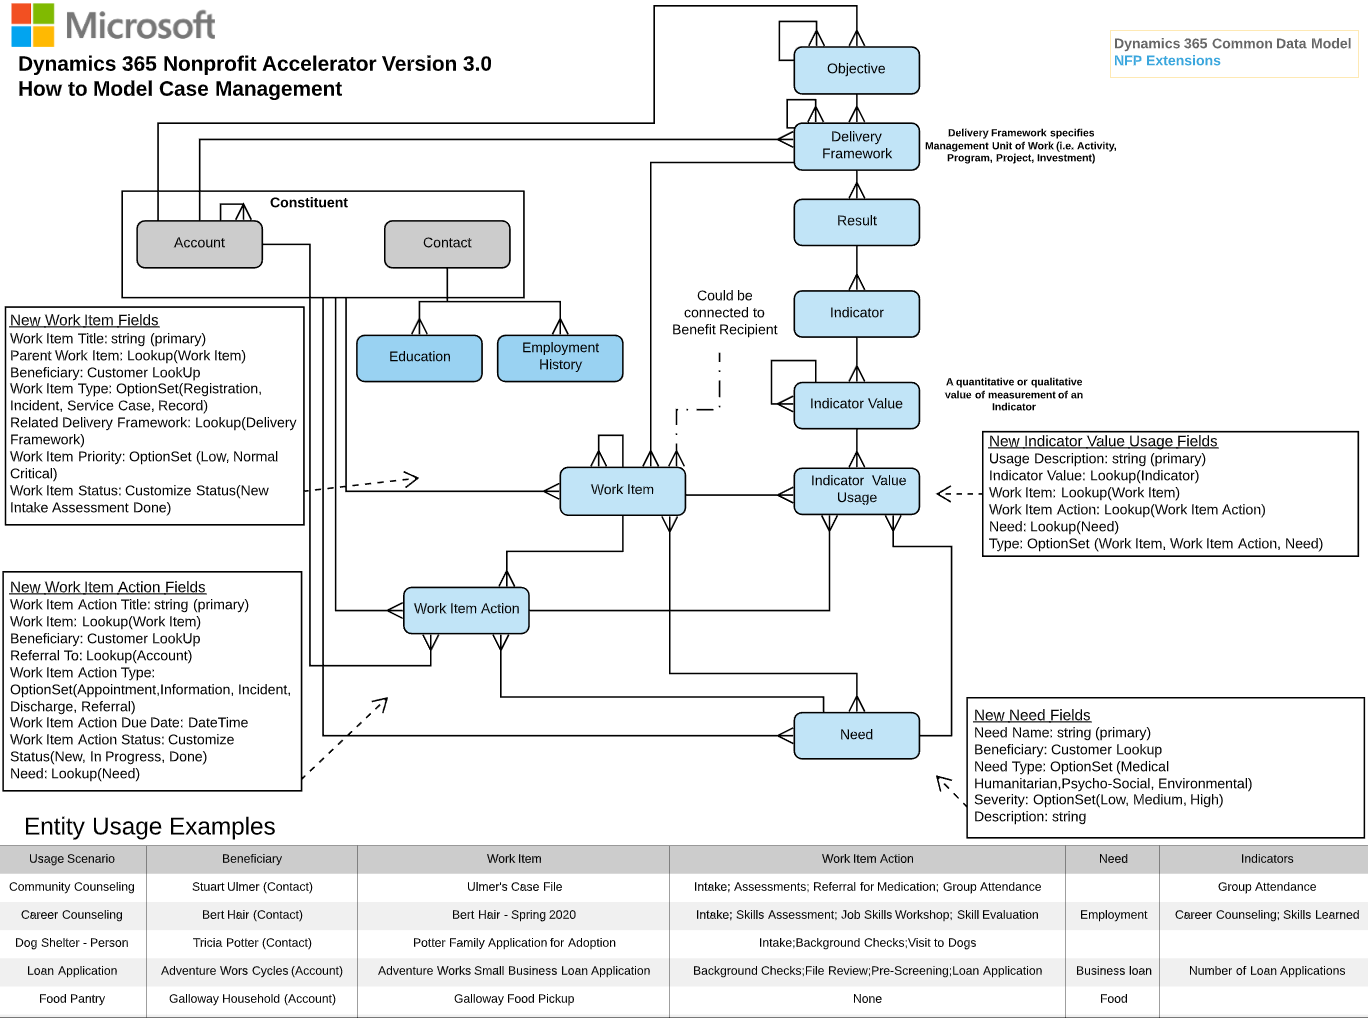 Microsoft
Dynamics 365 Nonprofit Accelerator Version 3.0
How to Model Case Management
Dynamics 365 Common Data Model
NFP Extensions
Objective
Delivery
Framework
Delivery Framework specifies
Management Unit of Work (i.e. Activity,
Program, Project, Investment)
Constituent
Account
Contact
Result
Indicator
Could be
connected to
Benefit Recipient
Education
Employment
History
Indicator Value
A quantitative or qualitative
value of measurement of an
Indicator
New Work Item Fields
Work Item Title: string (primary)
Parent Work Item: Lookup(Work Item)
Beneficiary: Customer LookUp
Work Item Type: OptionSet(Registration,
Incident, Service Case, Record)
Related Delivery Framework: Lookup(Delivery
Framework)
Work Item Priority: OptionSet (Low, Normal
Critical)
Work Item Status: Customize Status(New
Intake Assessment Done)
Work Item
Indicator Value
Usage
New Indicator Value Usage Fields
Usage Description: string (primary)
Indicator Value: Lookup(Indicator)
Work Item: Lookup(Work Item)
Work Item Action: Lookup(Work Item Action)
Need: Lookup(Need)
Type: OptionSet (Work Item, Work Item Action, Need)
New Work Item Action Fields
Work Item Action Title: string (primary)
Work Item: Lookup(Work Item)
Beneficiary: Customer LookUp
Referral To: Lookup(Account)
Work Item Action Type:
OptionSet(Appointment,Information, Incident,
Discharge, Referral)
Work Item Action Due Date: DateTime
Work Item Action Status: Customize
Status(New, In Progress, Done)
Need: Lookup(Need)
Work Item Action
Need
New Need Fields
Need Name: string (primary)
Beneficiary: Customer Lookup
Need Type: OptionSet (Medical
Humanitarian,Psycho-Social, Environmental)
Severity: OptionSet(Low, Medium, High)
Description: string
Entity Usage Examples
Usage Scenario Beneficiary Work Item Work Item Action Need Indicators
Community Counseling Stuart Ulmer (Contact) Ulmer's Case File Intake; Assessments; Referral for Medication; Group Attendance Group Attendance
Career Counseling Bert Hair (Contact) Bert Hair - Spring 2020 Intake; Skills Assessment; Job Skills Workshop; Skill Evaluation Employment Career Counseling; Skills Learned
Dog Shelter - Person Tricia Potter (Contact) Potter Family Application for Adoption Intake;Background Checks;Visit to Dogs
Loan Application Adventure Wors Cycles (Account) Adventure Works Small Business Loan Application Background Checks;File Review;Pre-Screening;Loan Application Business loan Number of Loan Applications
Food Pantry Galloway Household (Account) Galloway Food Pickup None Food